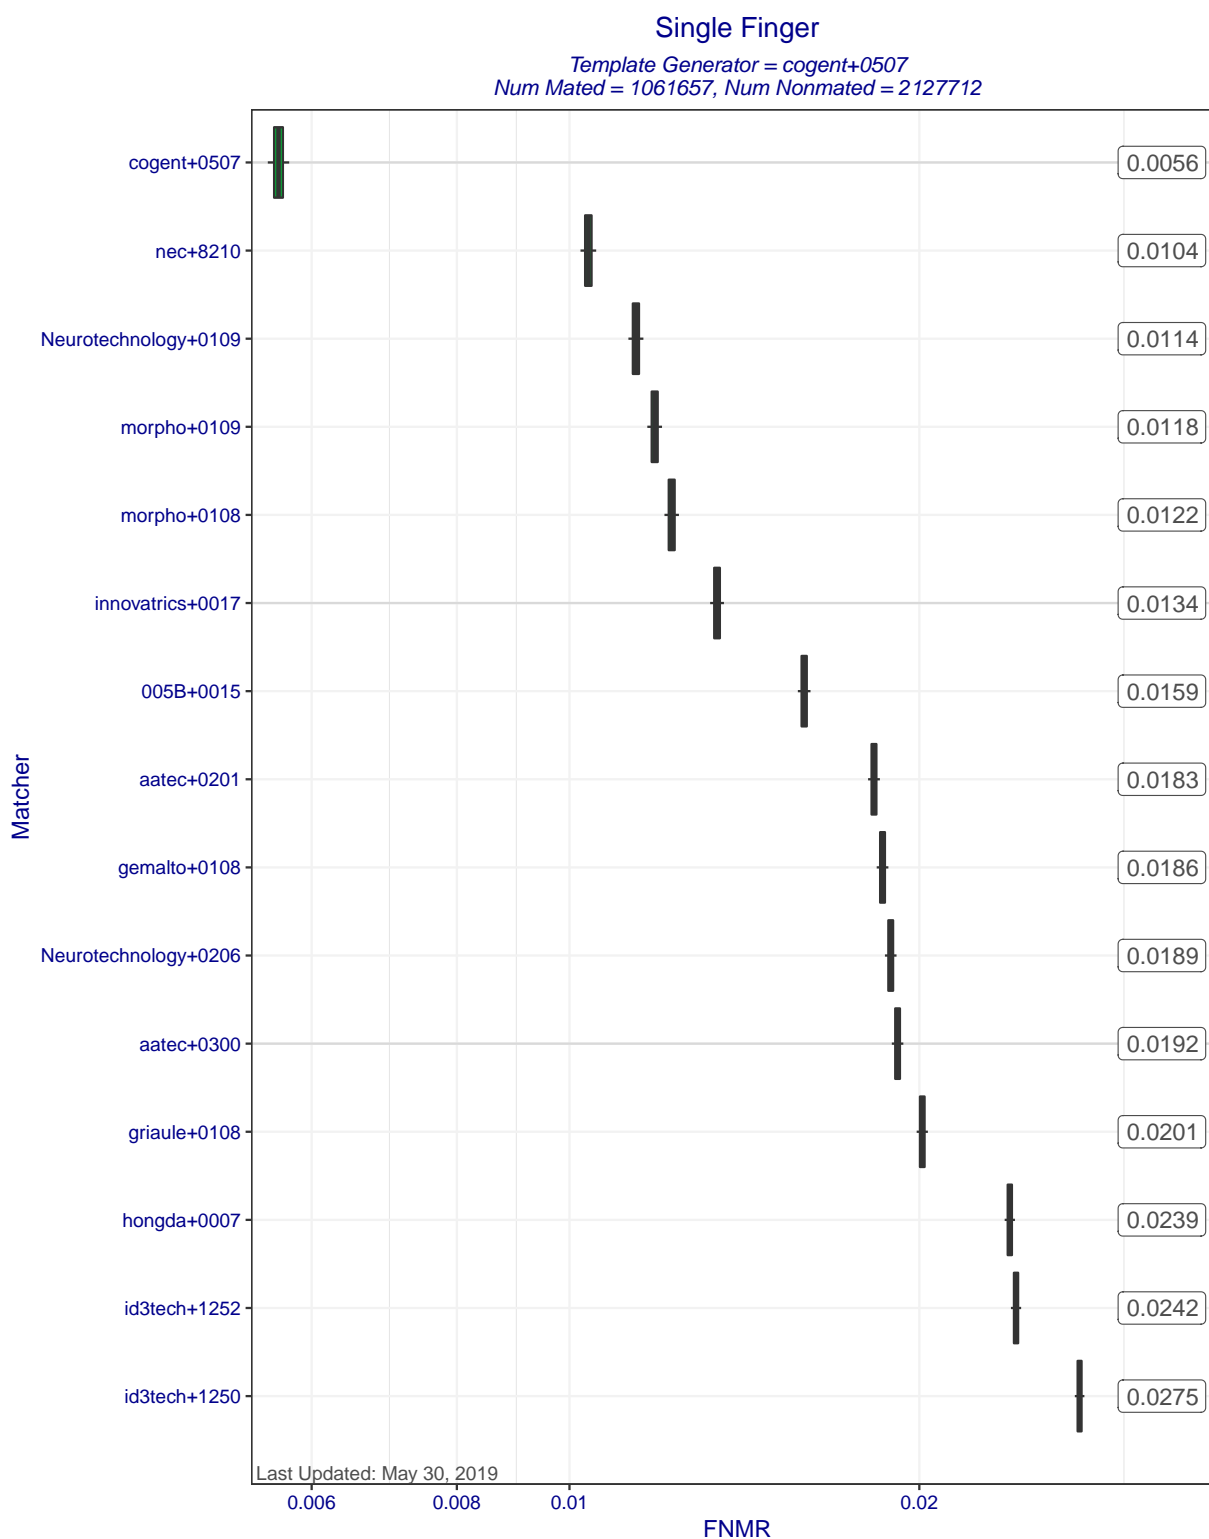 Single Finger
Template Generator = cogent+0507
Num Mated = 1061657, Num Nonmated = 2127712
cogent+0507 0.0056
nec+8210 0.0104
Neurotechnology+0109 0.0114
morpho+0109 0.0118
morpho+0108 0.0122
innovatrics+0017 0.0134
005B+0015 0.0159
aatec+0201 0.0183
gemalto+0108 0.0186
Neurotechnology+0206 0.0189
aatec+0300 0.0192
griaule+0108 0.0201
hongda+0007 0.0239
id3tech+1252 0.0242
id3tech+1250 0.0275
Matcher
Last Updated: May 30, 2019
0.006 0.008 0.01 0.02
FNMR